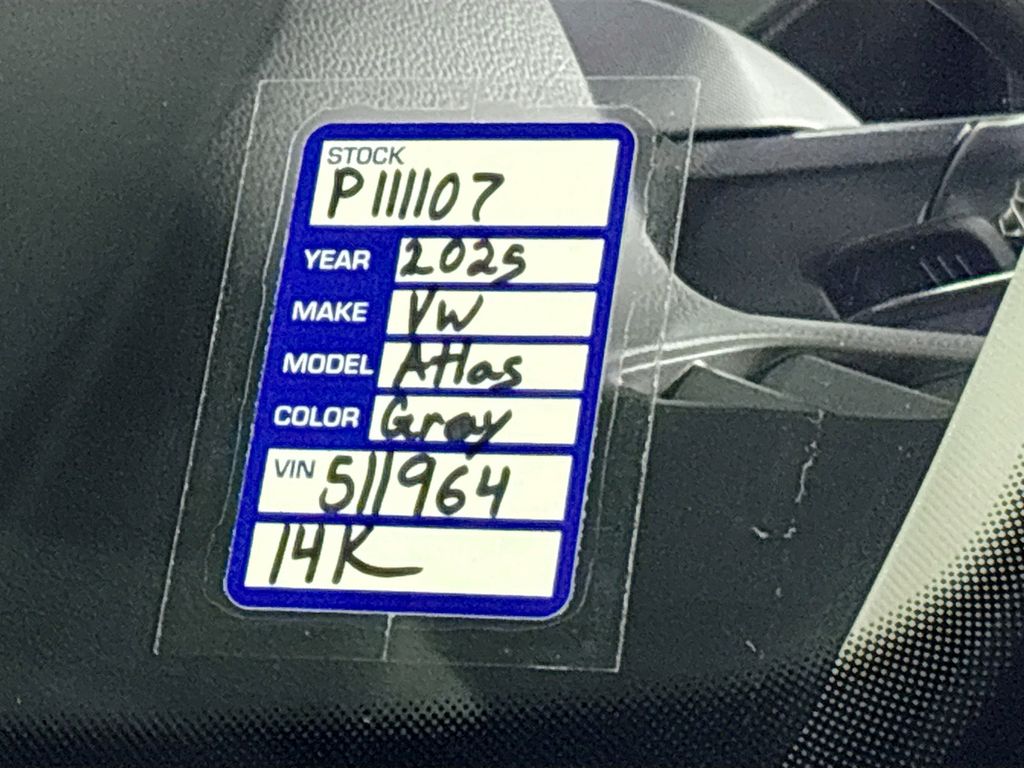 STOCK
P111107
YEAR 2025
MAKE VW
MODEL Atlas
COLOR Gray
VIN 511964
14K